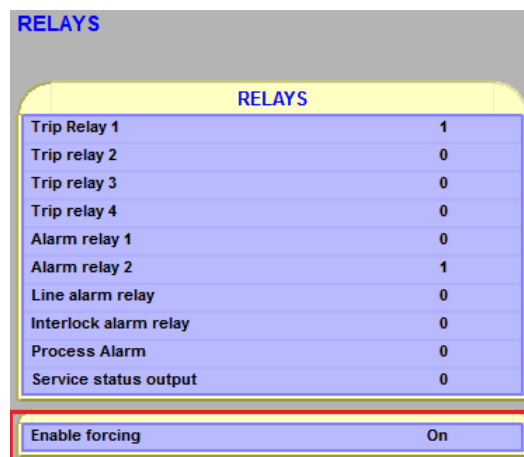 RELAYS
RELAYS
Trip Relay 1 1
Trip relay 2 0
Trip relay 3 0
Trip relay 4 0
Alarm relay 1 0
Alarm relay 2 1
Line alarm relay 0
Interlock alarm relay 0
Process Alarm 0
Service status output 0
Enable forcing On